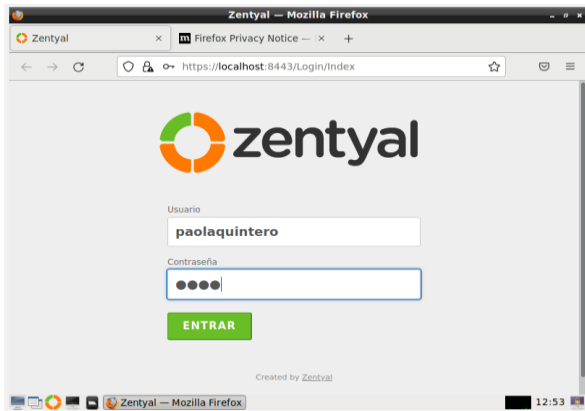 Zentyal — Mozilla Firefox
Zentyal
Firefox Privacy Notice —
https://localhost:8443/Login/Index
zentyal
Usuario
paolaquintero
Contraseña
ENTRAR
Created by Zentyal
Zentyal — Mozilla Firefox
12:53